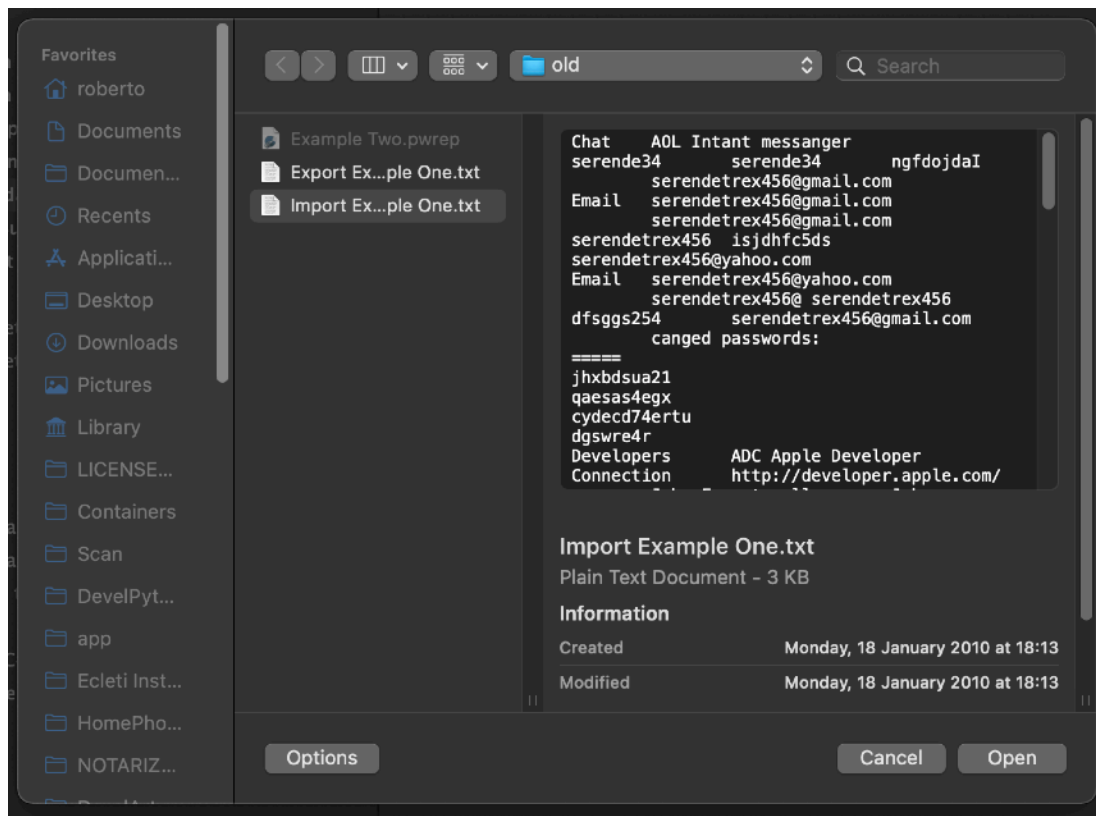 Favorites
roberto
Documents
Documen...
Recents
Applicati...
Desktop
Downloads
Pictures
Library
LICENSE...
Containers
Scan
DevelPyt...
app
Ecleti Inst...
HomePho...
NOTARIZ...
old
Search
Example Two.pwrep
Export Ex...ple One.txt
Import Ex...ple One.txt
Chat AOL Intant messanger
serende34 serende34 ngfdojdaI
serendetrex456@gmail.com
Email serendetrex456@gmail.com
serendetrex456@gmail.com
serendetrex456 isjdhfc5ds
serendetrex456@yahoo.com
Email serendetrex456@yahoo.com
serendetrex456@ serendetrex456
dfsggs254 serendetrex456@gmail.com
canged passwords:
=====
jhxbdsua21
qaesas4egx
cydecd74ertu
dgswre4r
Developers ADC Apple Developer
Connection http://developer.apple.com/
Import Example One.txt
Plain Text Document - 3 KB
Information
Created Monday, 18 January 2010 at 18:13
Modified Monday, 18 January 2010 at 18:13
Options
Cancel
Open